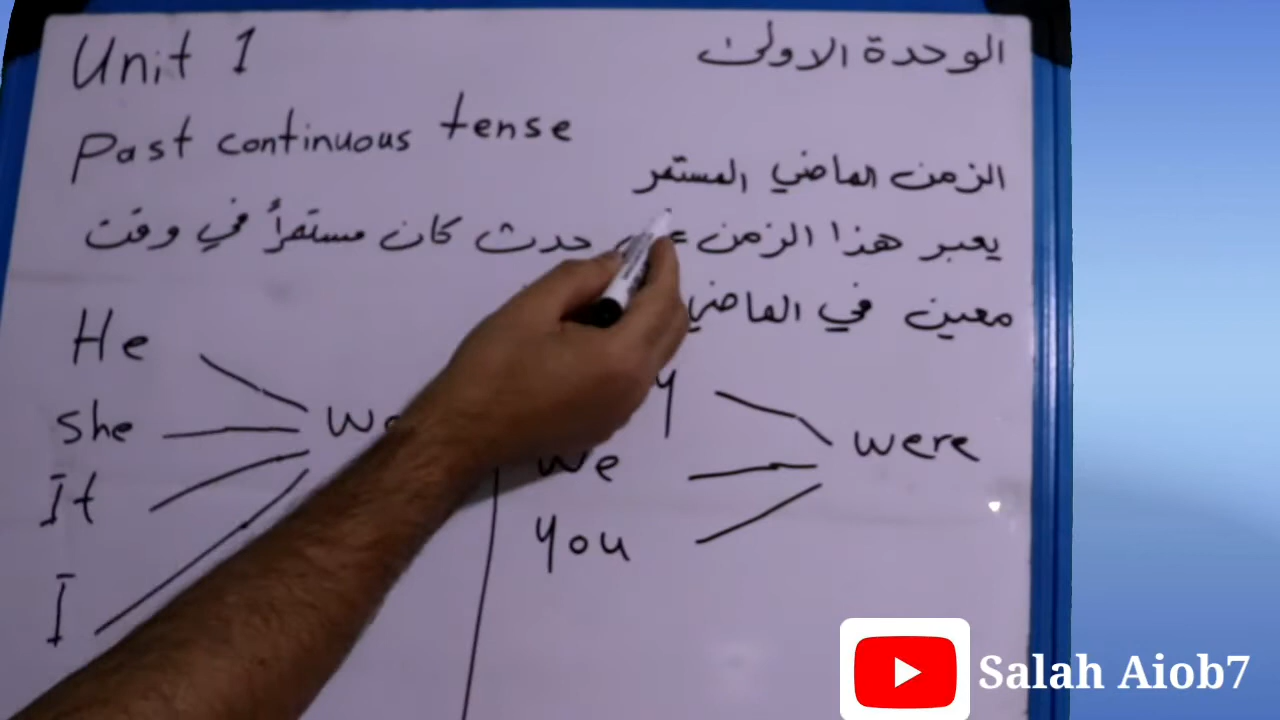 Unit 1
الوحدة الاولى
Past continuous tense
الزمن الماضي المستمر
يعبر هذا الزمن حدث كان مستمراً في وقت
معين في الماضي
He
She
It
I
We
You
were
Salah Aiob7